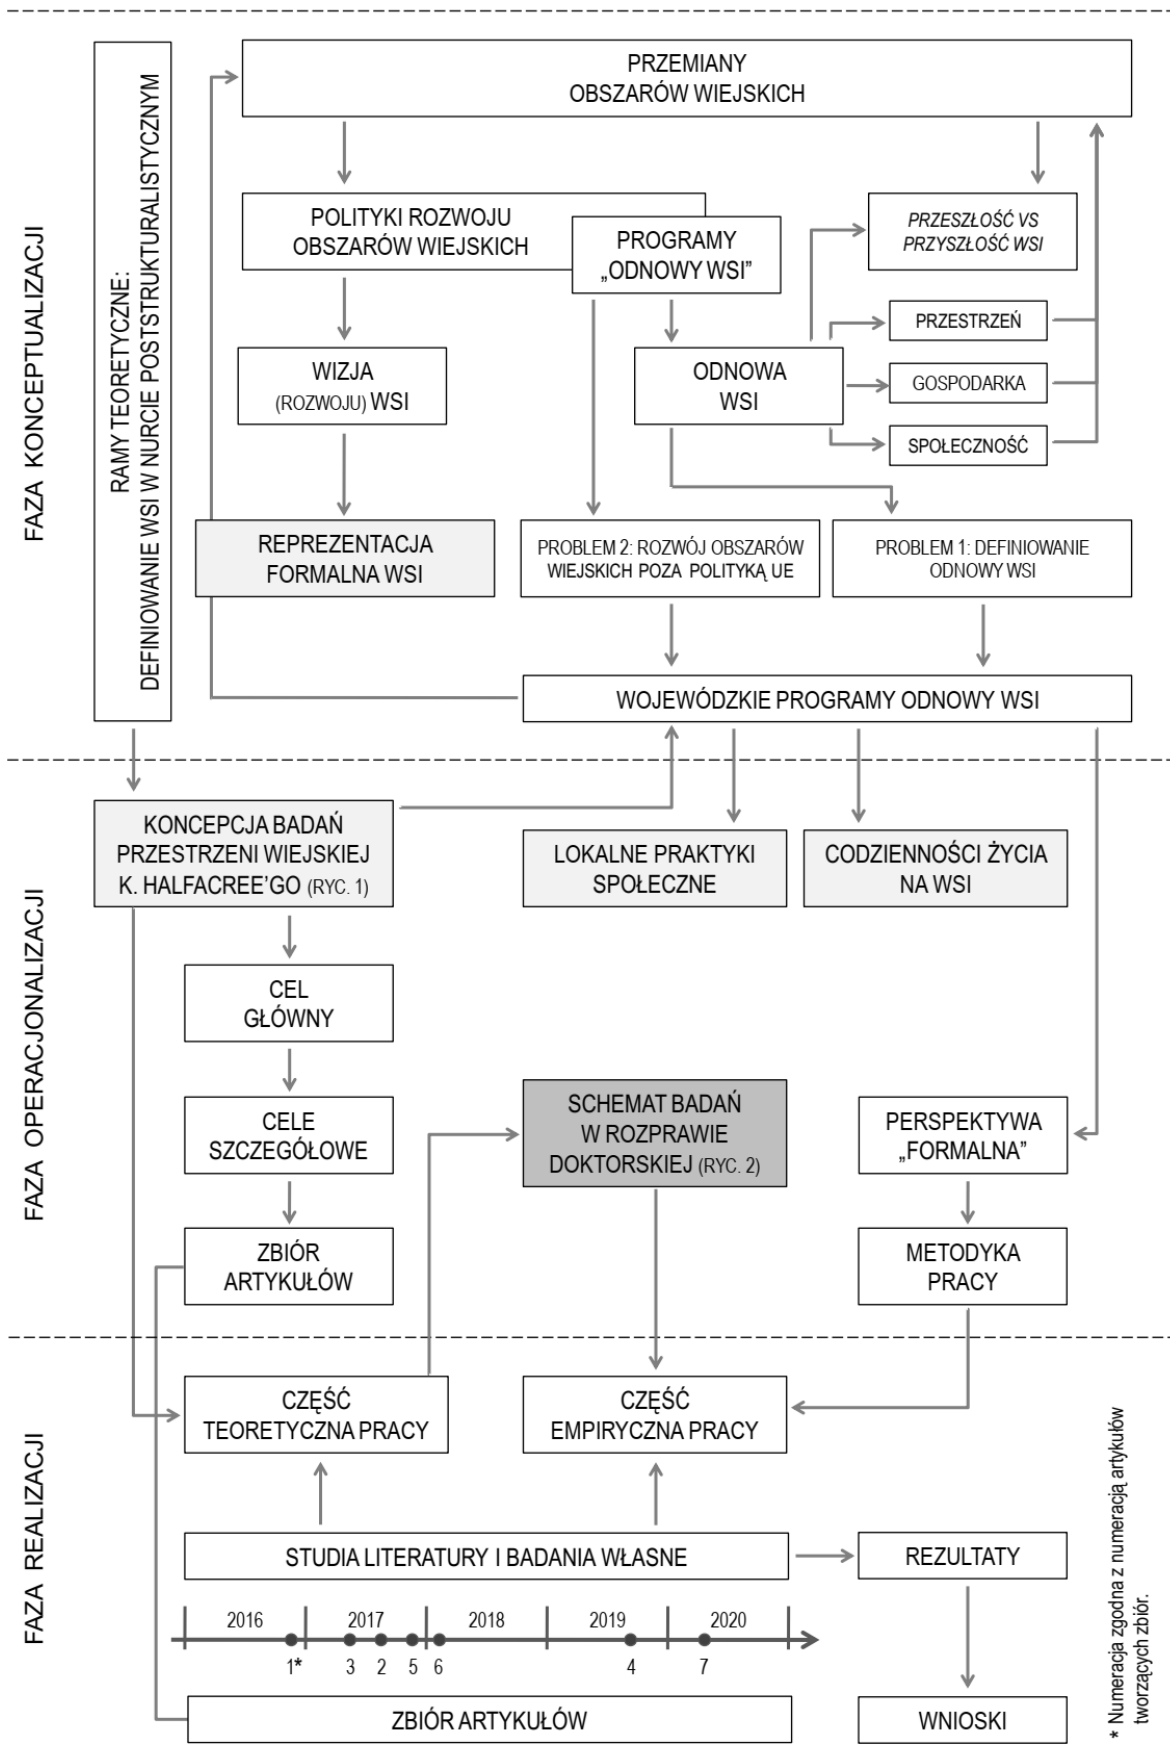 FAZA KONCEPTUALIZACJI
RAMY TEORETYCZNE:
DEFINIOWANIE WSI W NURCIE POSTSTRUKTURALISTYCZNYM
PRZEMIANY
OBSZARÓW WIEJSKICH
POLITYKI ROZWOJU
OBSZARÓW WIEJSKICH
PROGRAMY
„ODNOWY WSI”
PRZESZŁOŚĆ VS
PRZYSZŁOŚĆ WSI
PRZESTRZEŃ
WIZJA
(ROZWOJU) WSI
ODNOWA
WSI
GOSPODARKA
SPOŁECZNOŚĆ
REPREZENTACJA
FORMALNA WSI
PROBLEM 2: ROZWÓJ OBSZARÓW
WIEJSKICH POZA POLITYKĄ UE
PROBLEM 1: DEFINIOWANIE
ODNOWY WSI
WOJEWÓDZKIE PROGRAMY ODNOWY WSI
FAZA OPERACJONALIZACJI
KONCEPCJA BADAŃ
PRZESTRZENI WIEJSKIEJ
K. HALFACREE'GO (RYC. 1)
LOKALNE PRAKTYKI
SPOŁECZNE
CODZIENNOŚCI ŻYCIA
NA WSI
CEL
GŁÓWNY
CELE
SZCZEGÓŁOWE
SCHEMAT BADAŃ
W ROZPRAWIE
DOKTORSKIEJ (RYC. 2)
PERSPEKTYWA
„FORMALNA”
ZBIÓR
ARTYKUŁÓW
METODYKA
PRACY
FAZA REALIZACJI
CZĘŚĆ
TEORETYCZNA PRACY
CZĘŚĆ
EMPIRYCZNA PRACY
STUDIA LITERATURY I BADANIA WŁASNE
REZULTATY
2016 2017 2018 2019 2020
1* 3 2 5 6 4 7
ZBIÓR ARTYKUŁÓW
WNIOSKI
* Numeracja zgodna z numeracją artykułów
tworzących zbiór.